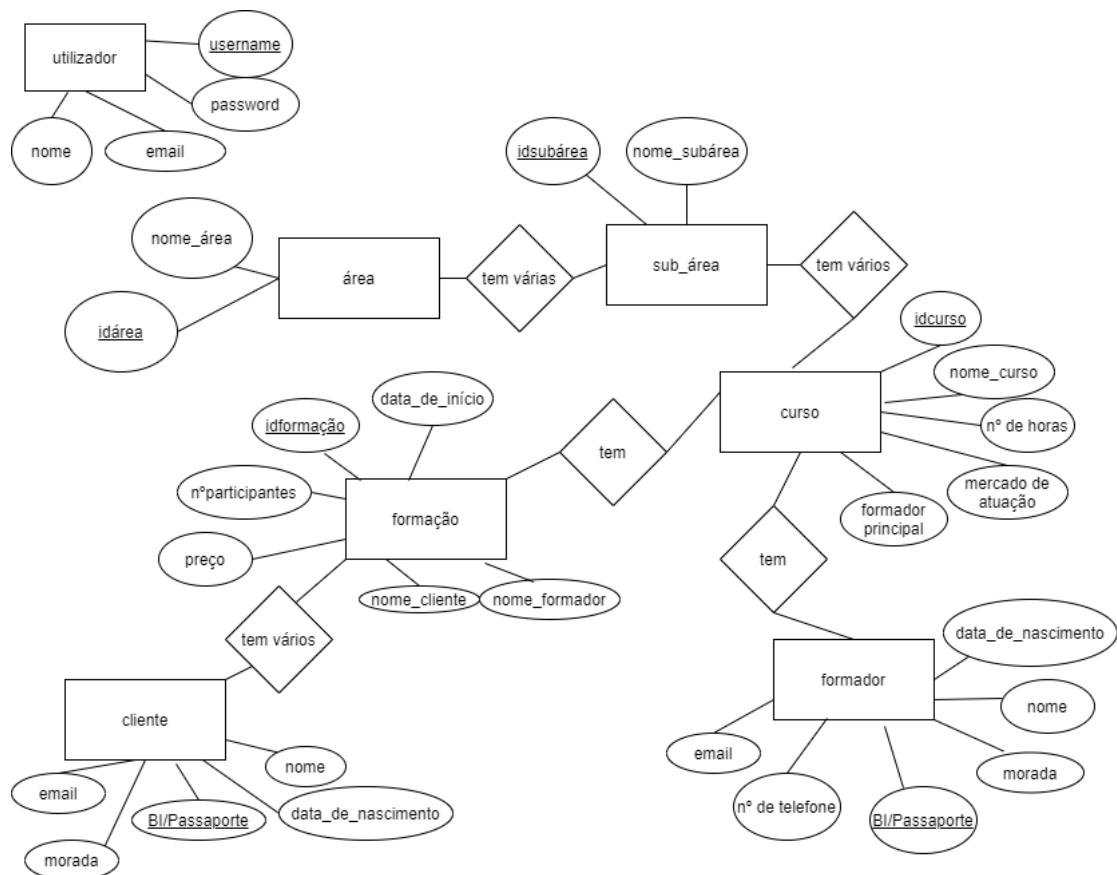 utilizador
username
password
nome
email
idsubárea
nome_subárea
nome_área
área
tem várias
sub_área
tem vários
idárea
idcurso
nome_curso
curso
nº de horas
mercado de
atuação
formador
principal
data_de_início
idformação
tem
nºparticipantes
formação
preço
nome_cliente
nome_formador
tem
tem vários
data_de_nascimento
formador
nome
email
morada
nº de telefone
BI/Passaporte
cliente
nome
email
BI/Passaporte
data_de_nascimento
morada